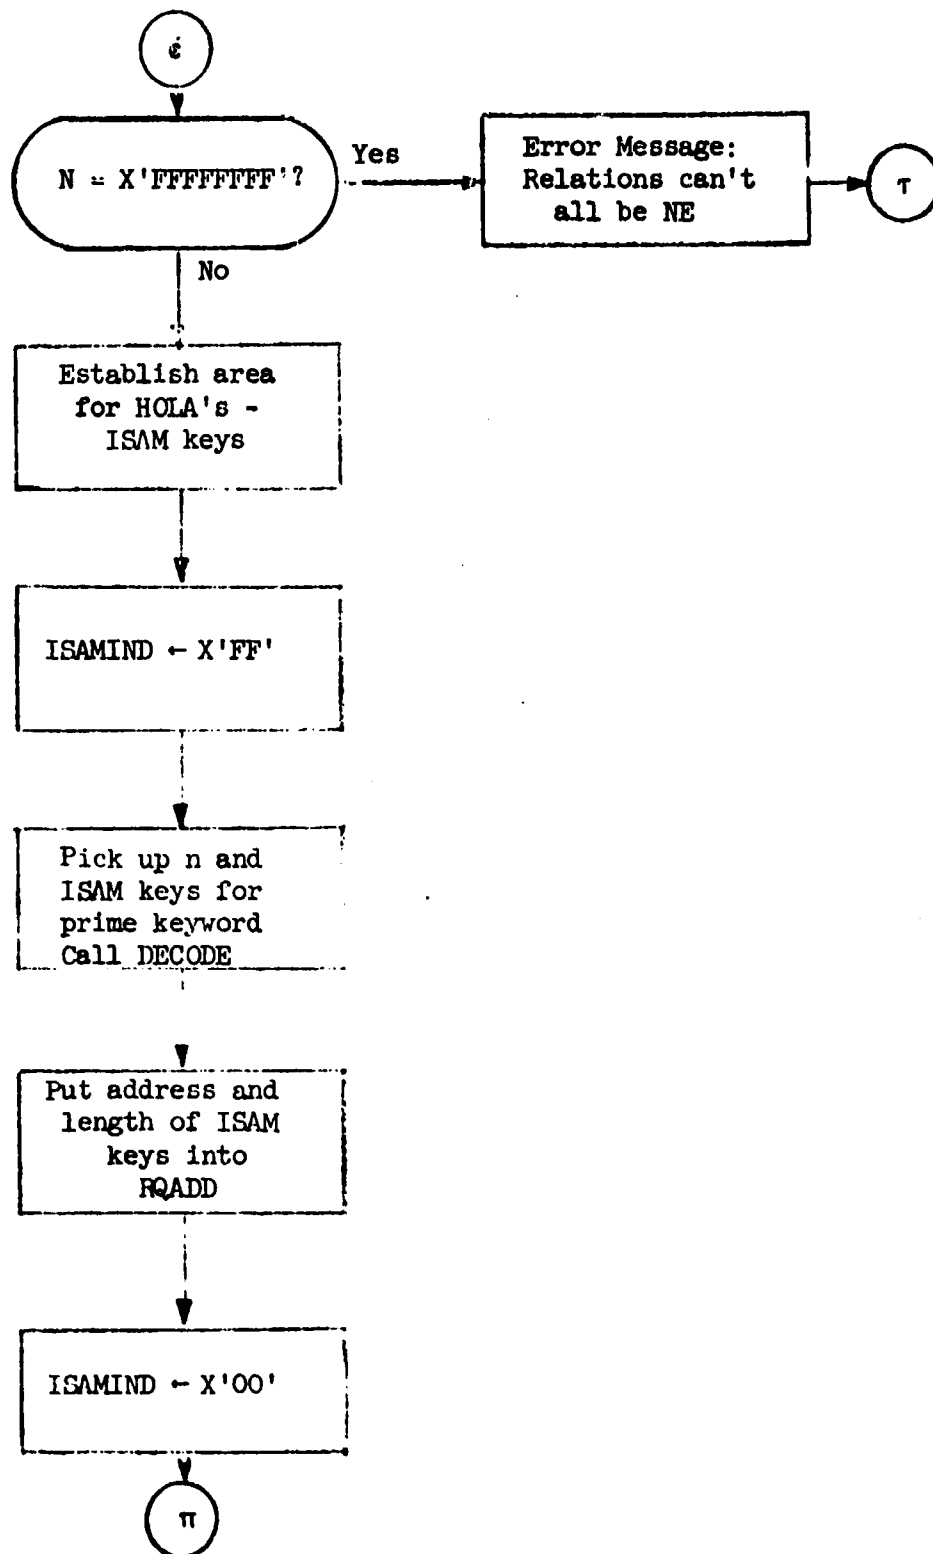 N = X'FFFFFFFF'?
Yes
Error Message:
Relations can't
all be NE
τ
No
Establish area
for HOLA's -
ISAM keys
ISAMIND ← X'FF'
Pick up n and
ISAM keys for
prime keyword
Call DECODE
Put address and
length of ISAM
keys into
RQADD
ISAMIND ← X'00'
π